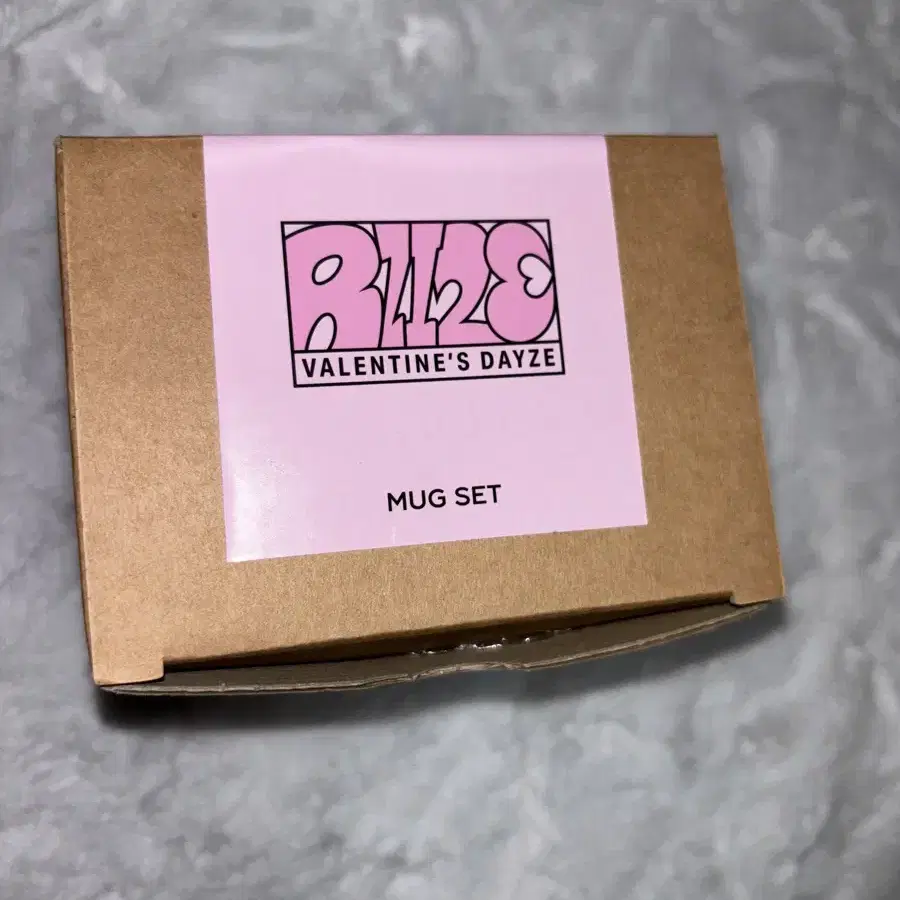 RIIZE
VALENTINE'S DAYZE
MUG SET